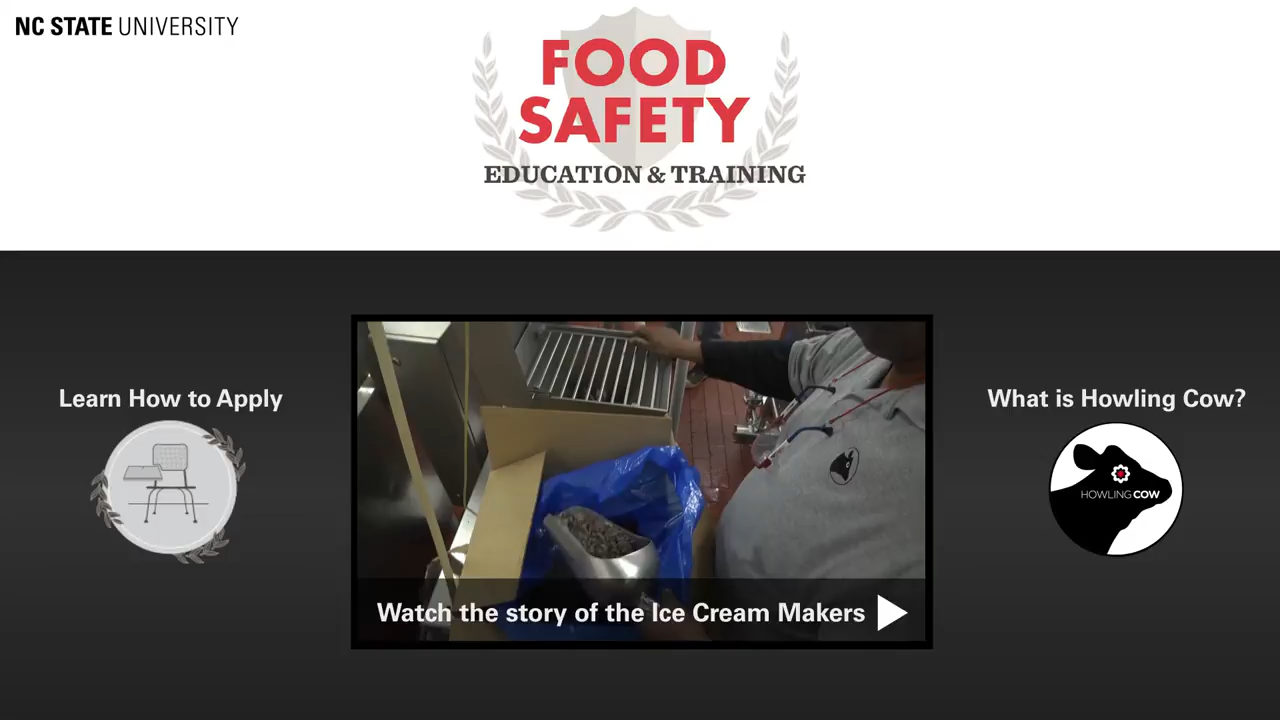 NC STATE UNIVERSITY
FOOD
SAFETY
EDUCATION & TRAINING
Learn How to Apply
What is Howling Cow?
HOWLING COW
Watch the story of the Ice Cream Makers